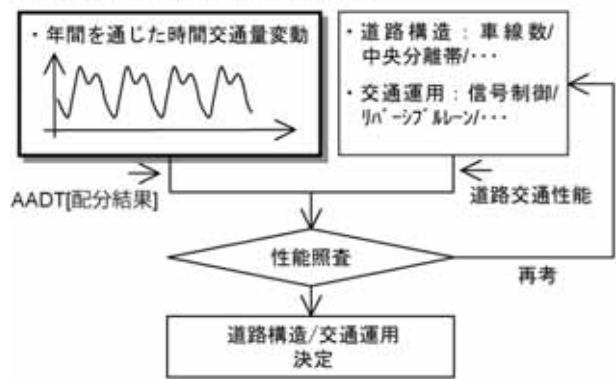 ・年間を通じた時間交通量変動
・道路構造：車線数/
中央分離帯/・・・
・交通運用：信号制御/
ﾘﾊﾞｰｼﾌﾞﾙﾚｰﾝ/・・・
AADT[配分結果]
道路交通性能
性能照査
再考
道路構造/交通運用
決定